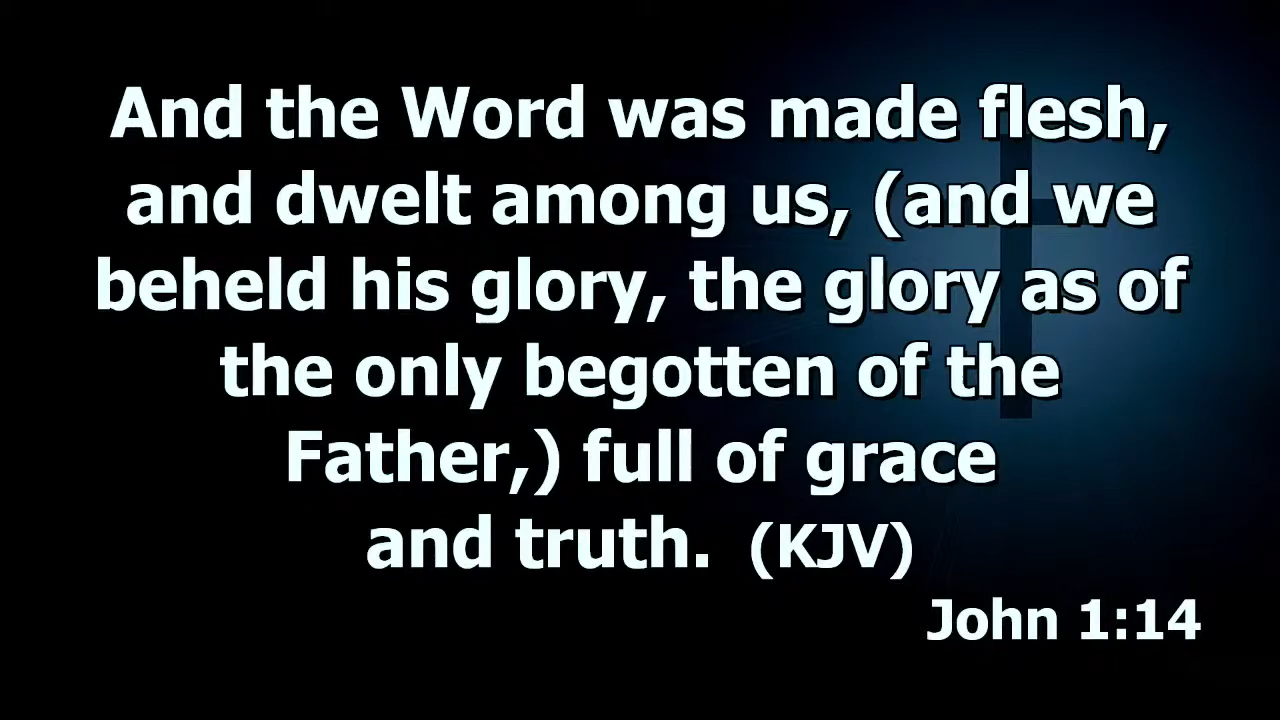 And the Word was made flesh,
and dwelt among us, (and we
beheld his glory, the glory as of
the only begotten of the
Father,) full of grace
and truth. (KJV)
John 1:14